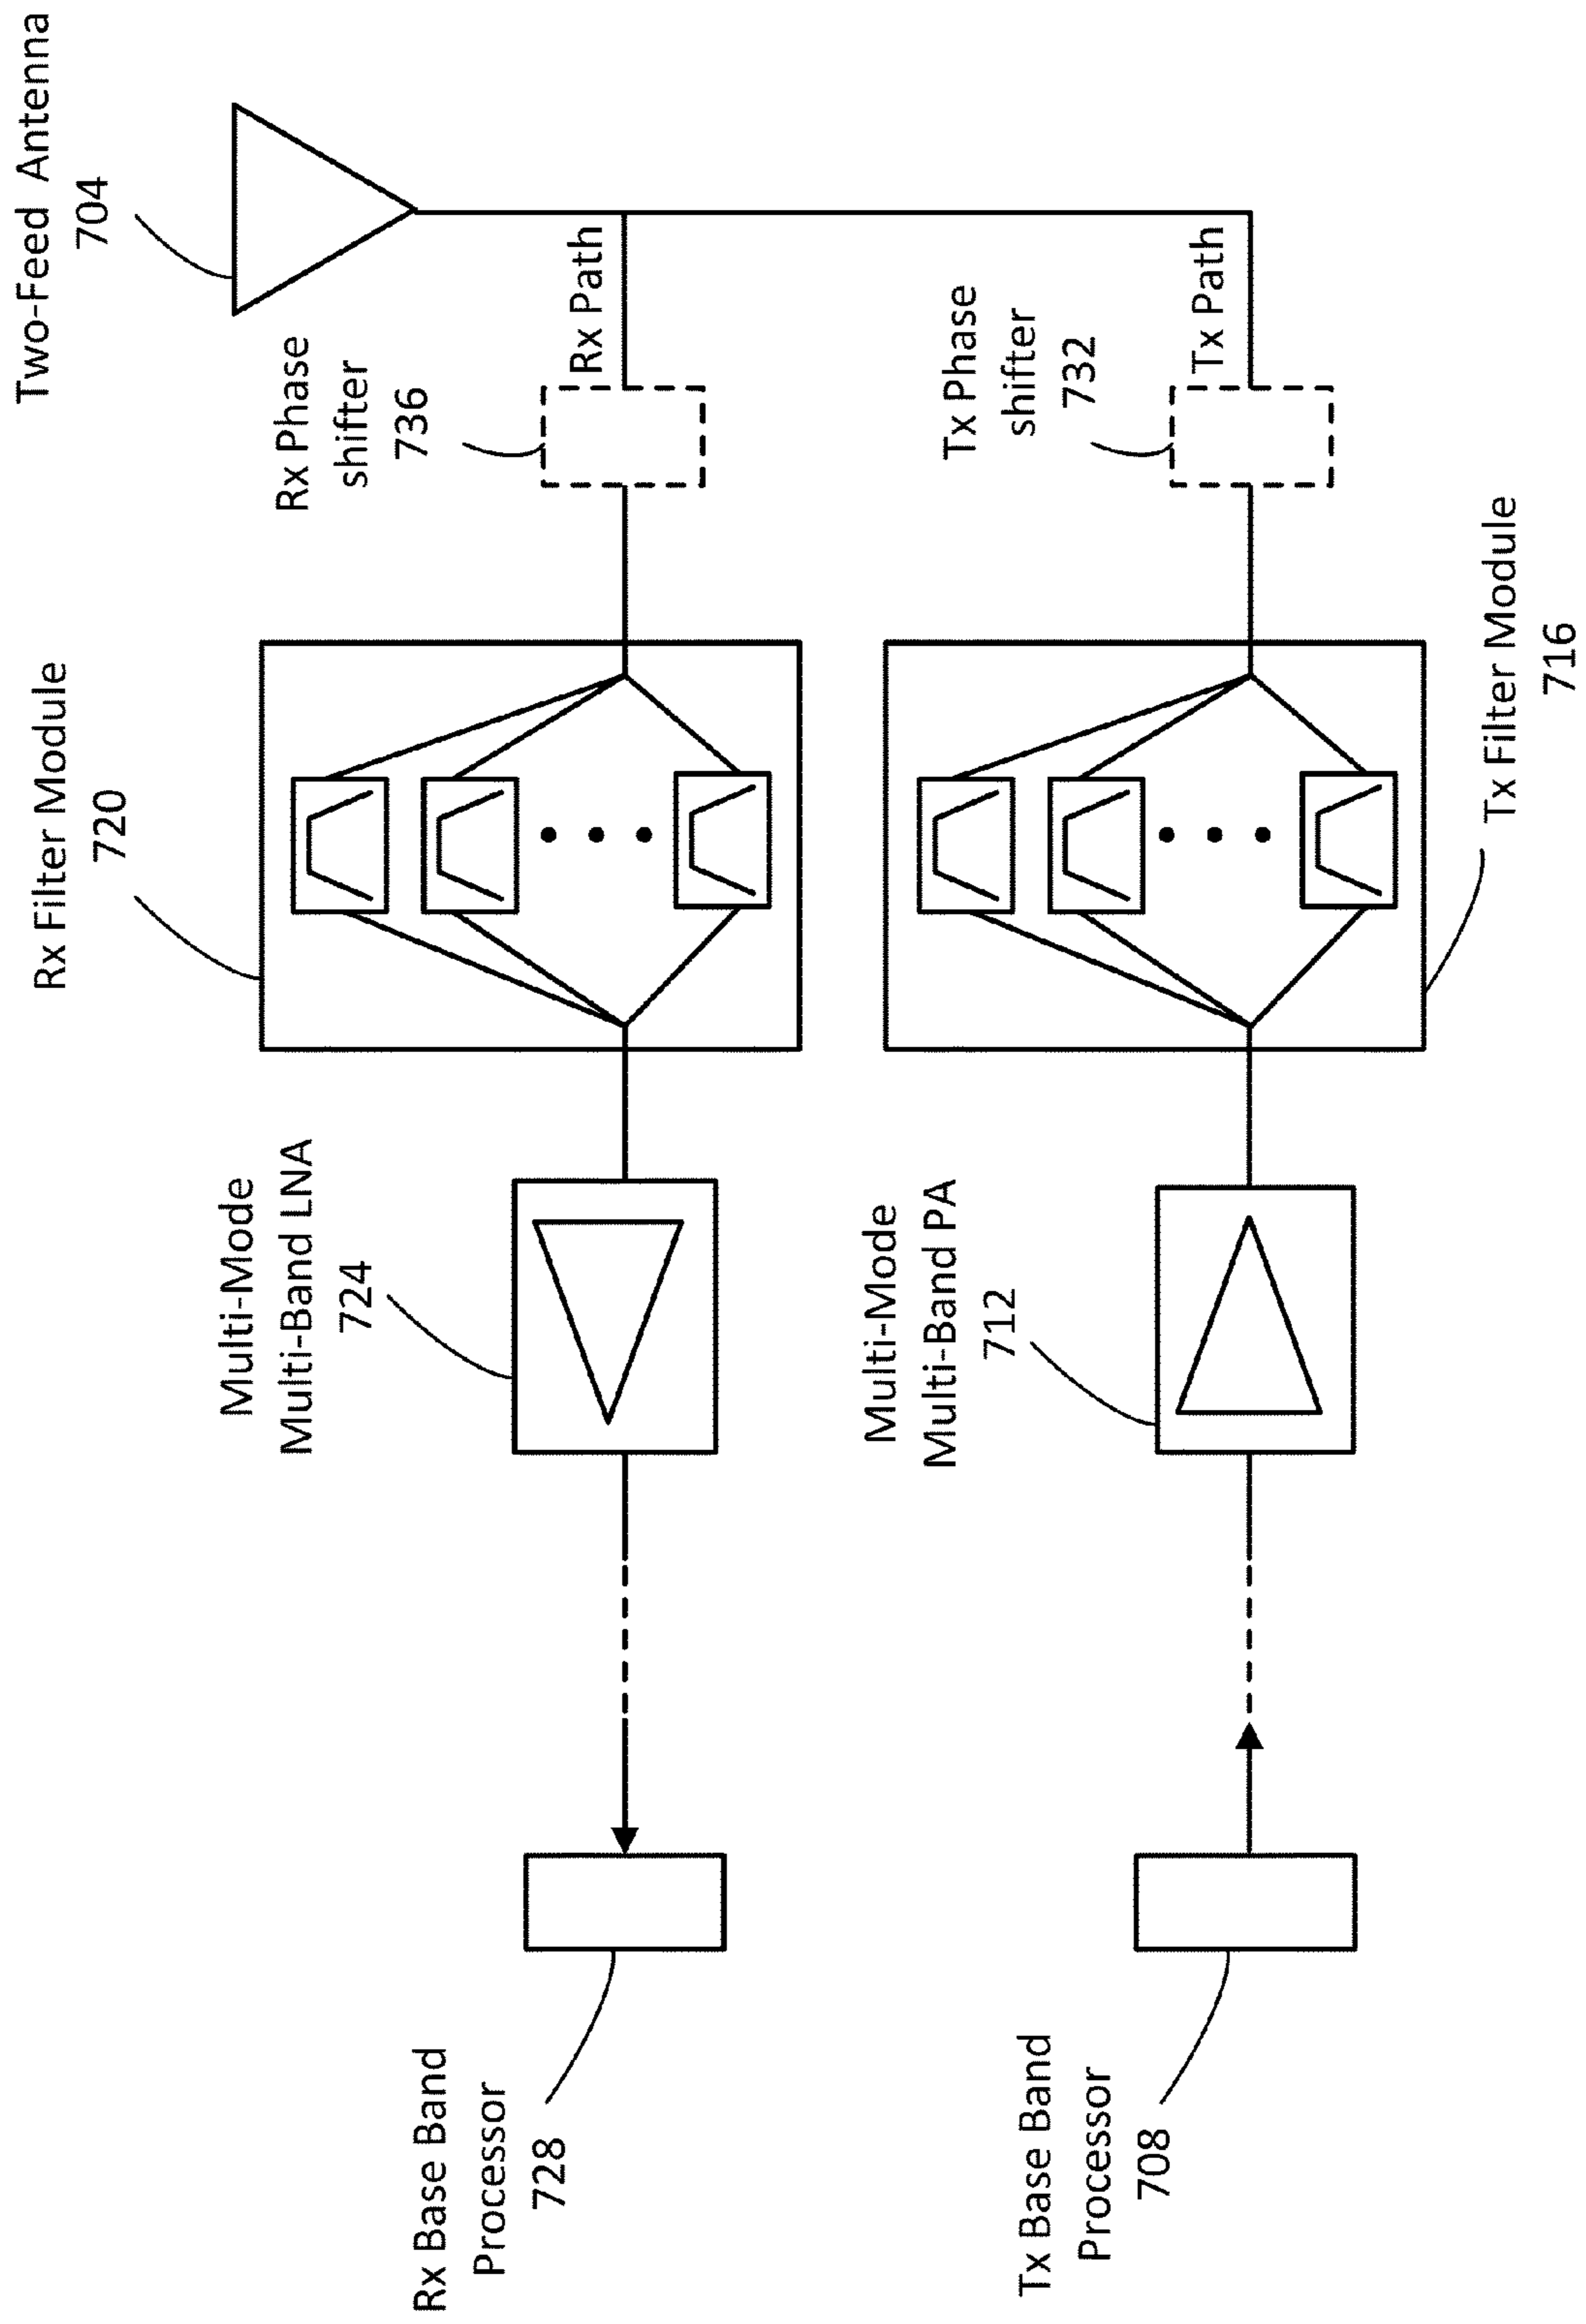 Two-Feed Antenna
704
Rx Path
Rx Phase
shifter
736
Tx Path
Tx Phase
shifter
732
Rx Filter Module
720
Tx Filter Module
716
Multi-Mode
Multi-Band LNA
724
Multi-Mode
Multi-Band PA
712
Rx Base Band
Processor
728
Tx Base Band
Processor
708